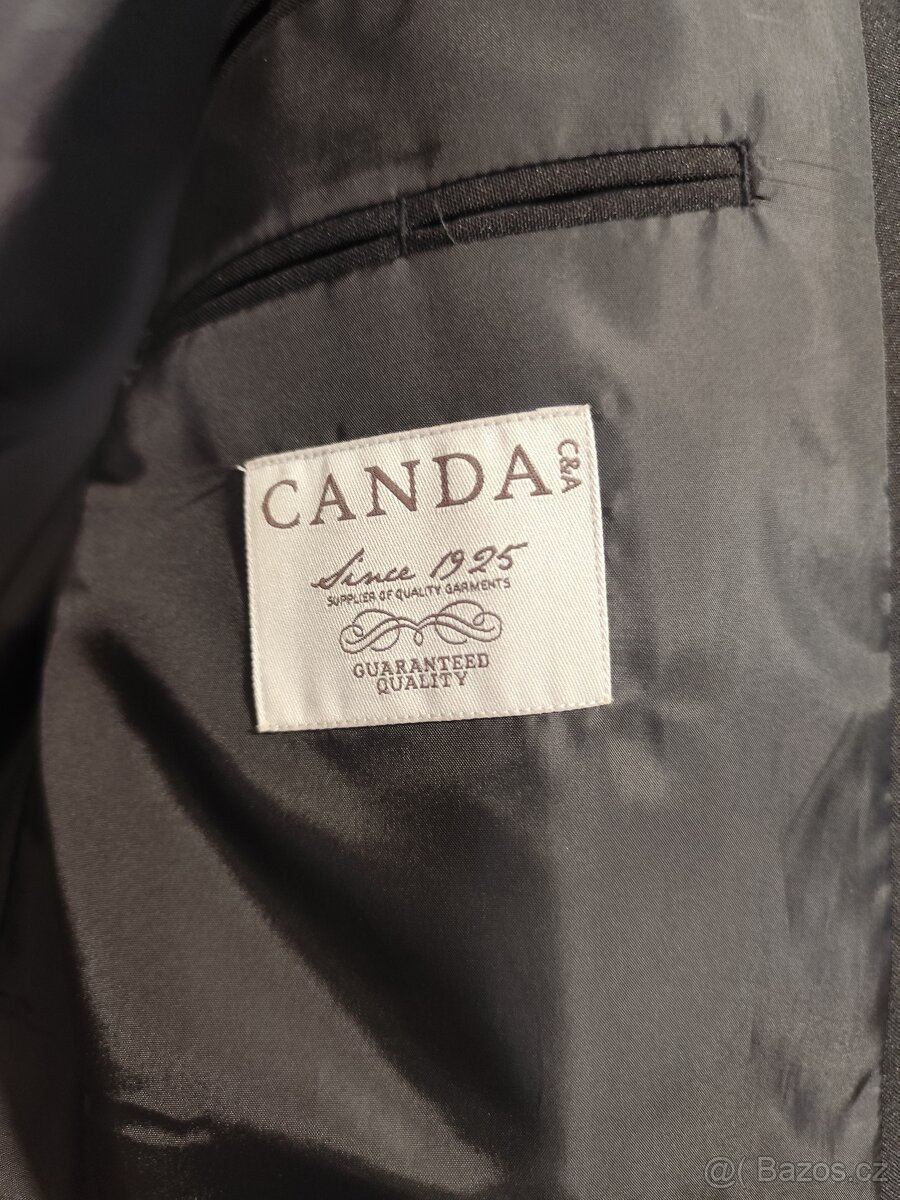 CANDA
C&A
Since 1925
SUPPLIER OF QUALITY GARMENTS
GUARANTEED
QUALITY
@( Bazos.cz